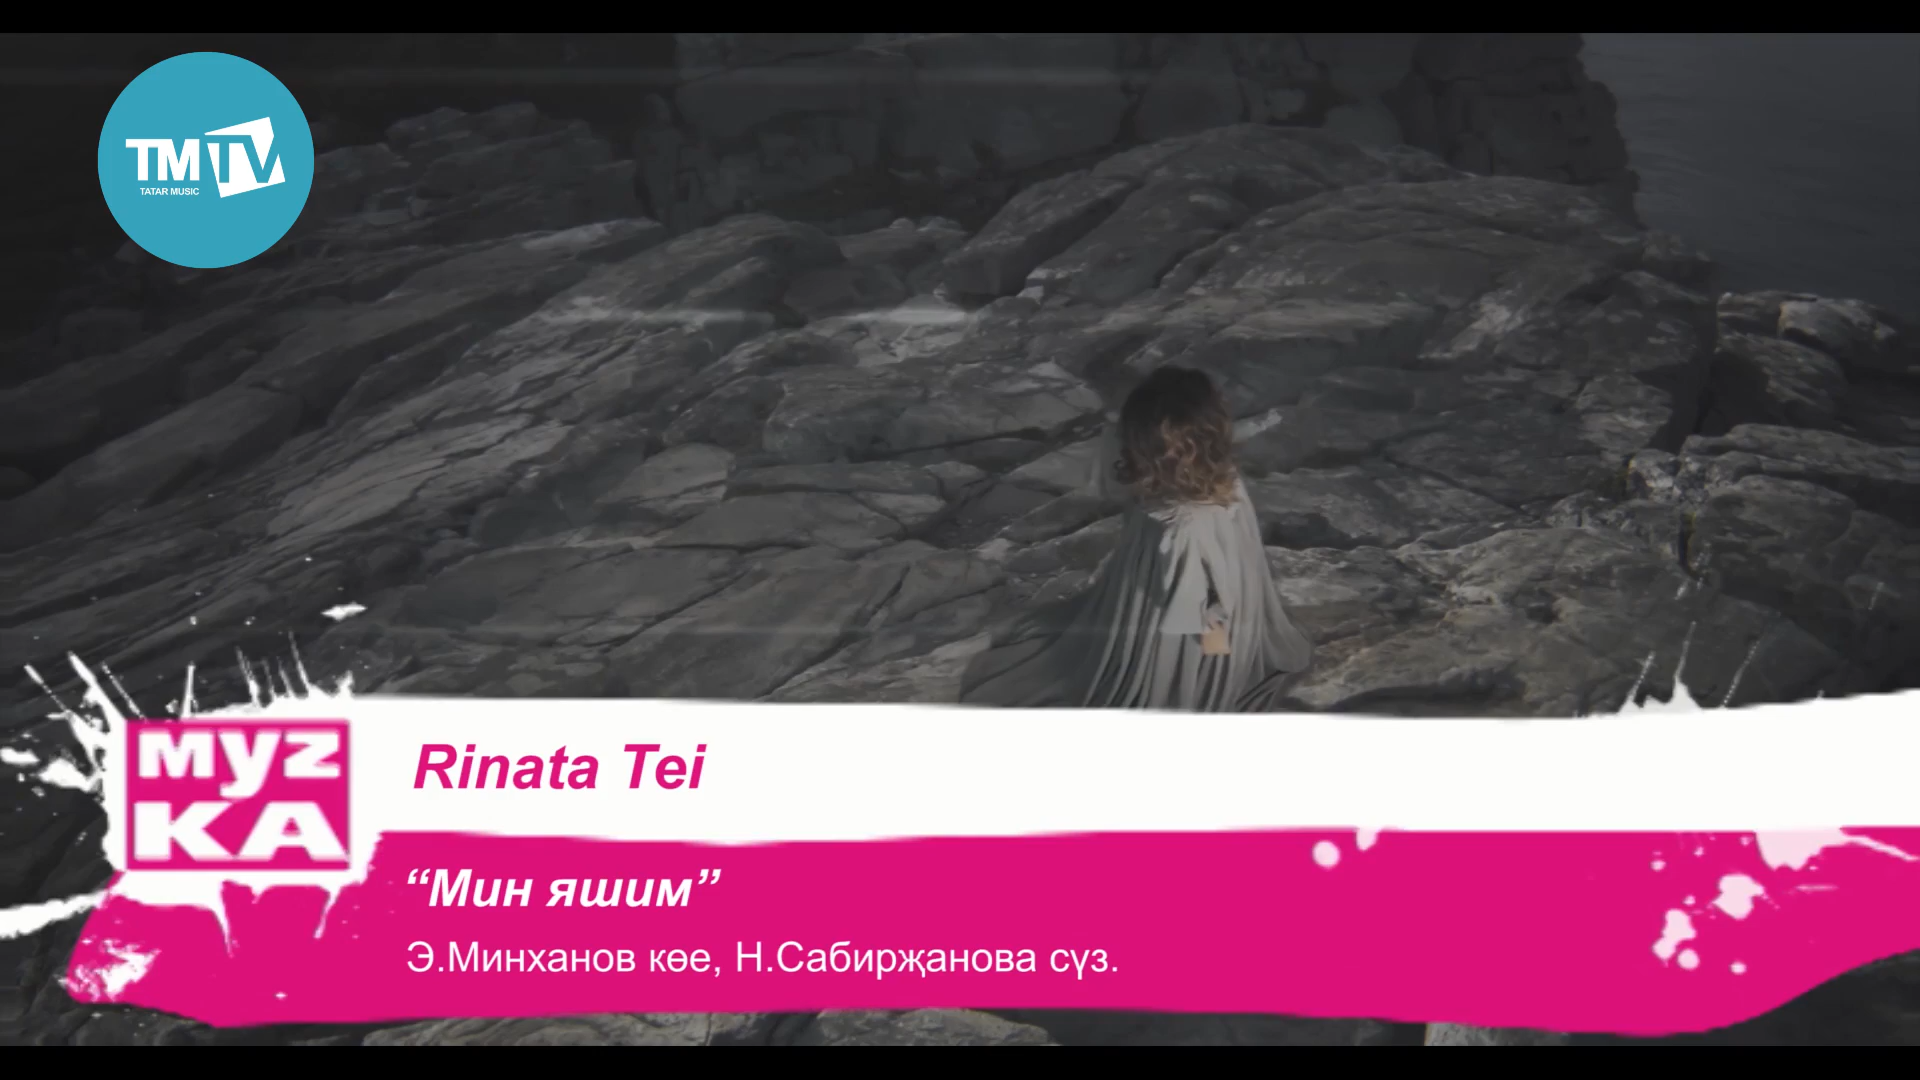 TMTV
TATAR MUSIC
МУZ
КА
Rinata Tei
“Мин яшим”
Э.Минханов көе, Н.Сабирҗанова сүз.